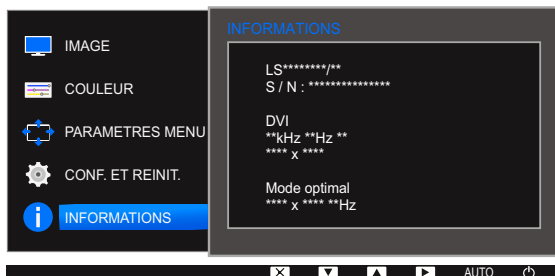 IMAGE
COULEUR
PARAMETRES MENU
CONF. ET REINIT.
INFORMATIONS
INFORMATIONS
LS********/**
S / N : ***************
DVI
**kHz **Hz **
**** x ****
Mode optimal
**** x **** **Hz
AUTO